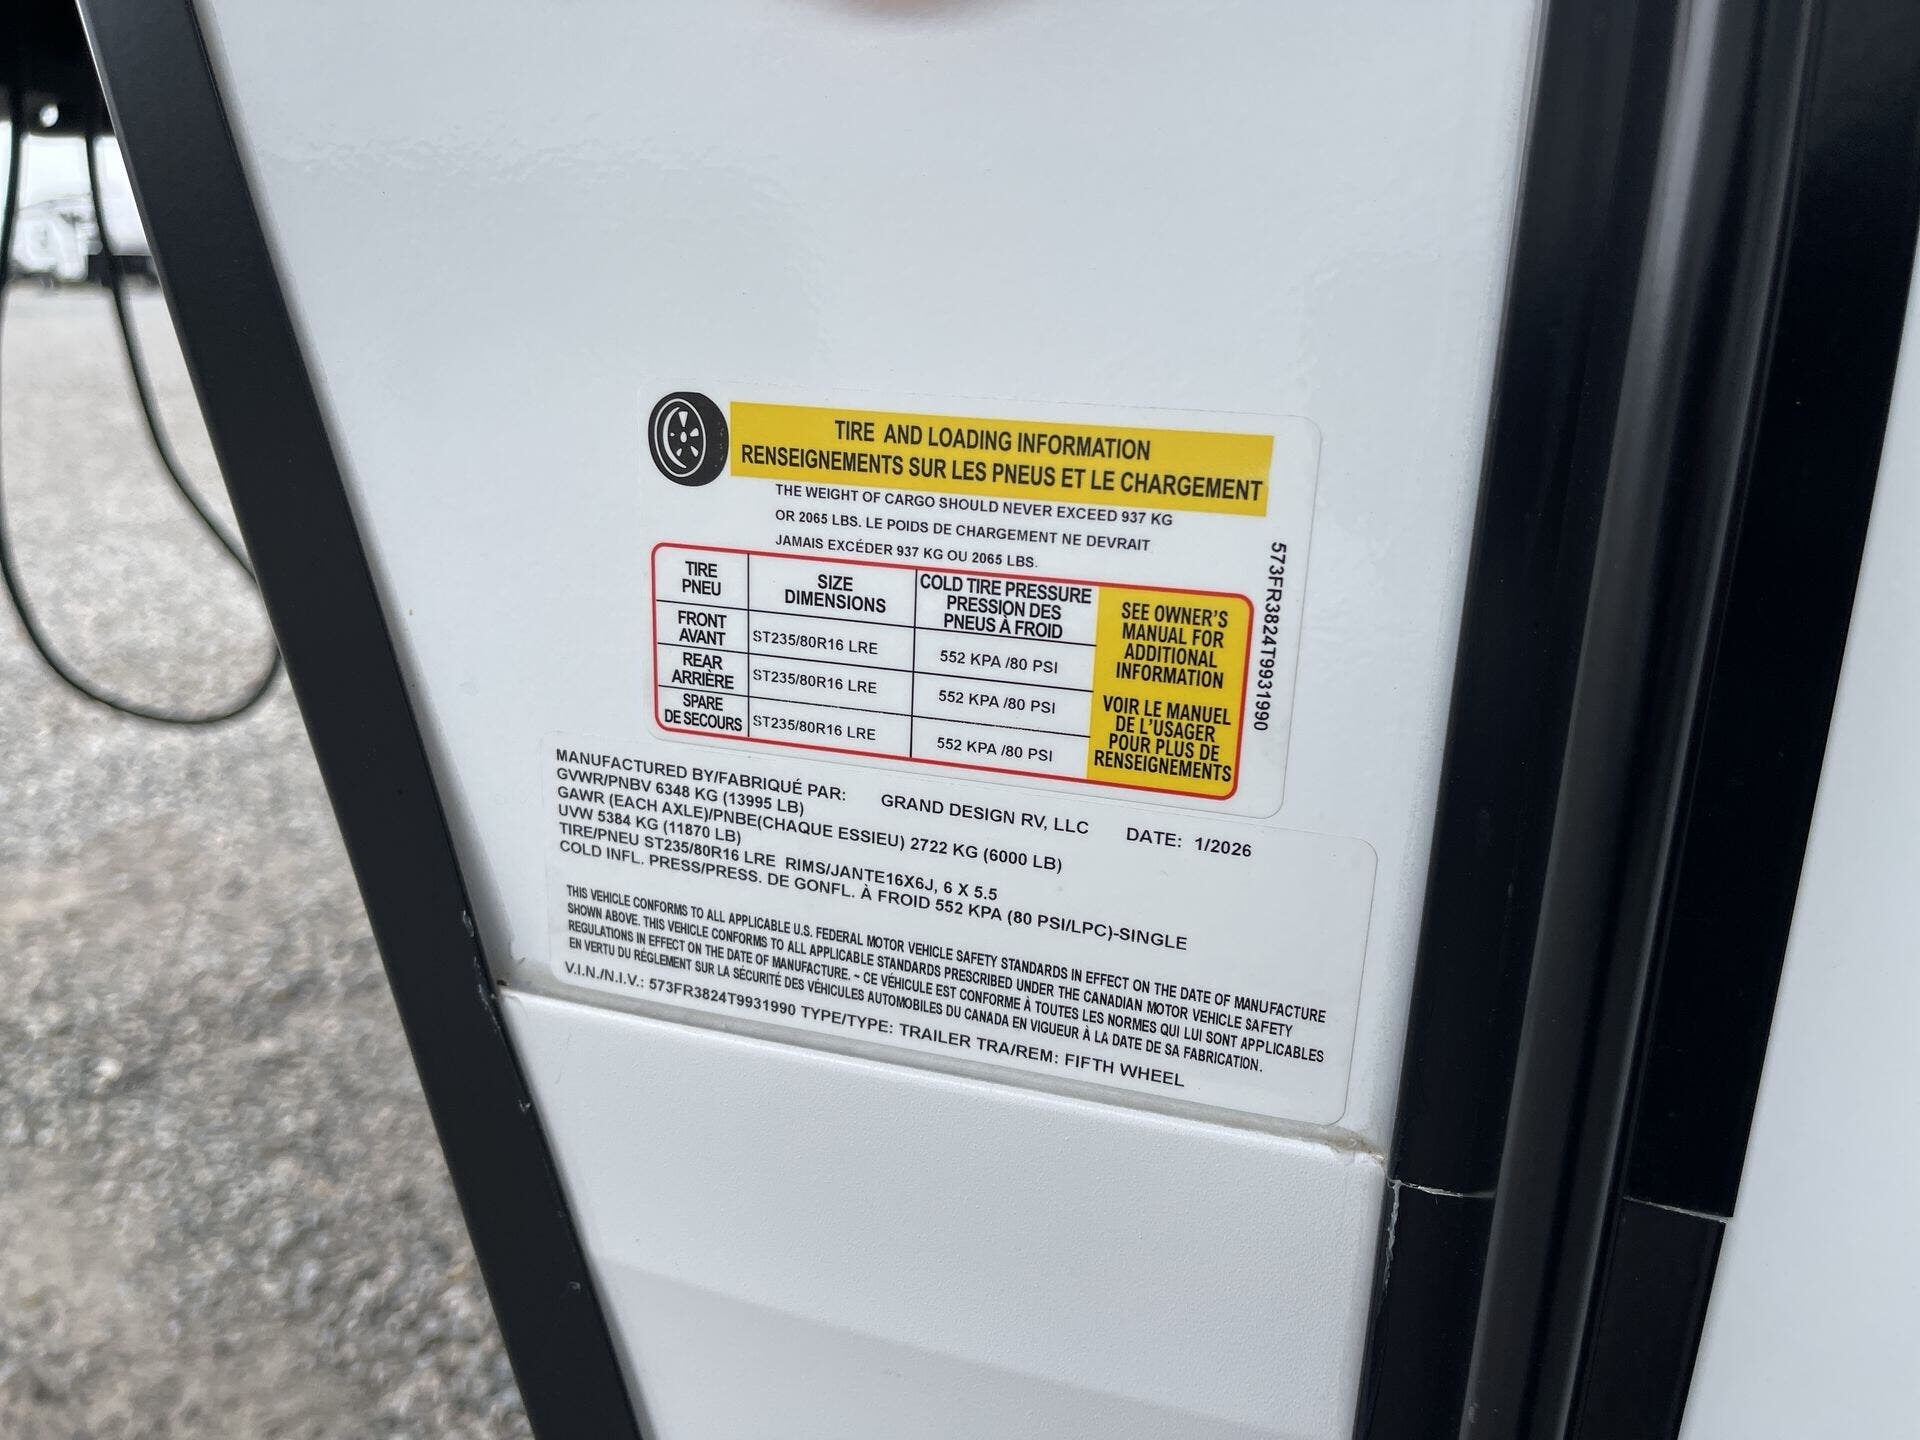 TIRE AND LOADING INFORMATION
RENSEIGNEMENTS SUR LES PNEUS ET LE CHARGEMENT
THE WEIGHT OF CARGO SHOULD NEVER EXCEED 937 KG
OR 2065 LBS. LE POIDS DE CHARGEMENT NE DEVRAIT
JAMAIS EXCÉDER 937 KG OU 2065 LBS.
TIRE
PNEU
SIZE
DIMENSIONS
COLD TIRE PRESSURE
PRESSION DES
PNEUS À FROID
FRONT
AVANT
ST235/80R16 LRE
552 KPA /80 PSI
REAR
ARRIÈRE
ST235/80R16 LRE
552 KPA /80 PSI
SPARE
DE SECOURS
ST235/80R16 LRE
552 KPA /80 PSI
SEE OWNER'S
MANUAL FOR
ADDITIONAL
INFORMATION
VOIR LE MANUEL
DE L'USAGER
POUR PLUS DE
RENSEIGNEMENTS
573FR3824T9931990
MANUFACTURED BY/FABRIQUÉ PAR: GRAND DESIGN RV, LLC DATE: 1/2026
GVWR/PNBV 6348 KG (13995 LB)
GAWR (EACH AXLE)/PNBE(CHAQUE ESSIEU) 2722 KG (6000 LB)
UVW 5384 KG (11870 LB)
TIRE/PNEU ST235/80R16 LRE RIMS/JANTE16X6J, 6 X 5.5
COLD INFL. PRESS/PRESS. DE GONFL. À FROID 552 KPA (80 PSI/LPC)-SINGLE
THIS VEHICLE CONFORMS TO ALL APPLICABLE U.S. FEDERAL MOTOR VEHICLE SAFETY STANDARDS IN EFFECT ON THE DATE OF MANUFACTURE
SHOWN ABOVE. THIS VEHICLE CONFORMS TO ALL APPLICABLE STANDARDS PRESCRIBED UNDER THE CANADIAN MOTOR VEHICLE SAFETY
REGULATIONS IN EFFECT ON THE DATE OF MANUFACTURE. ~ CE VÉHICULE EST CONFORME À TOUTES LES NORMES QUI LUI SONT APPLICABLES
EN VERTU DU RÉGLEMENT SUR LA SÉCURITÉ DES VÉHICULES AUTOMOBILES DU CANADA EN VIGUEUR À LA DATE DE SA FABRICATION.
V.I.N./N.I.V.: 573FR3824T9931990 TYPE/TYPE: TRAILER TRA/REM: FIFTH WHEEL